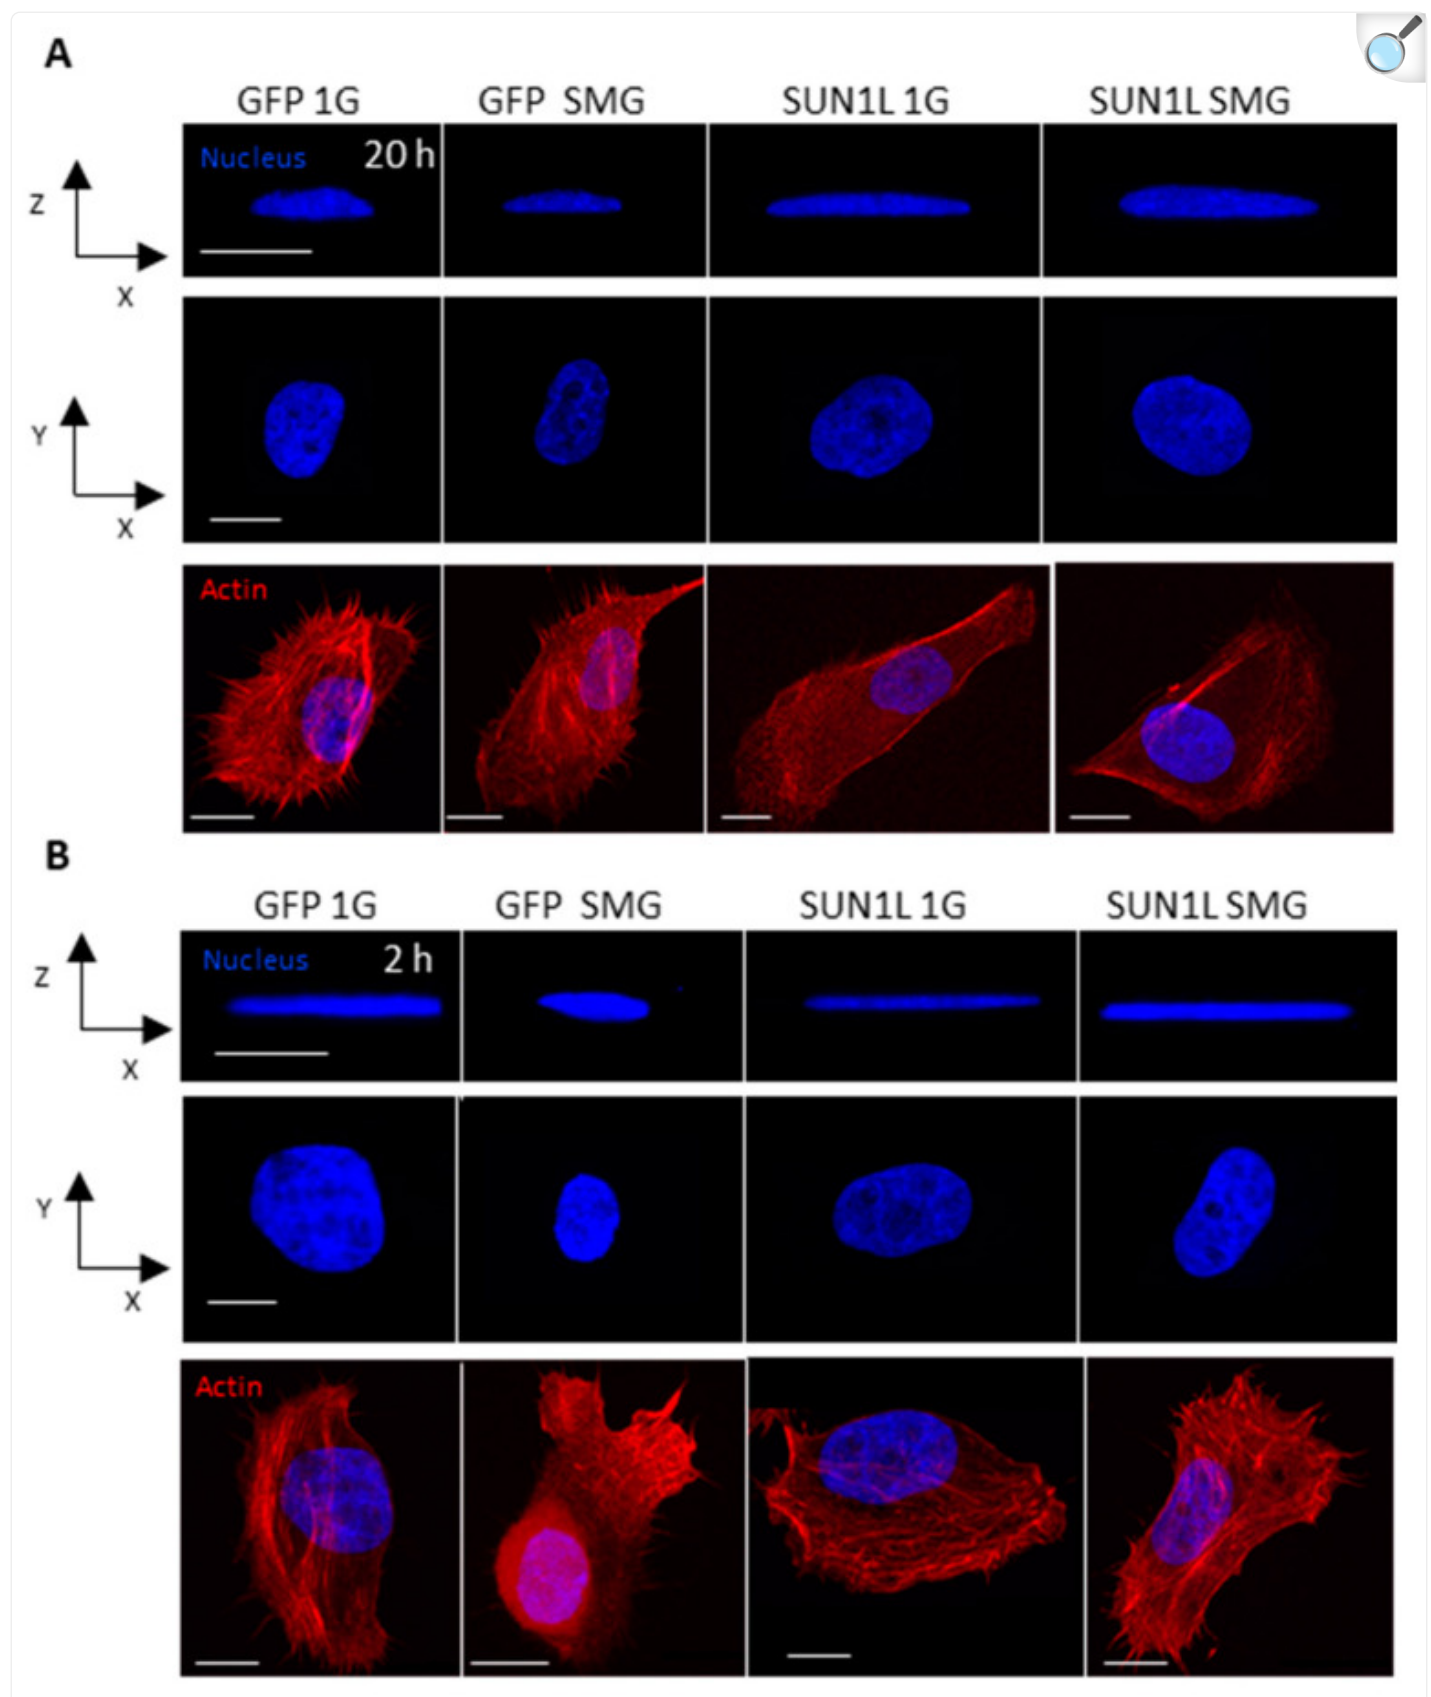 A
GFP 1G GFP SMG SUN1L 1G SUN1L SMG
Nucleus 20 h
Z
X
Y
X
Actin
B
GFP 1G GFP SMG SUN1L 1G SUN1L SMG
Nucleus 2 h
Z
X
Y
X
Actin